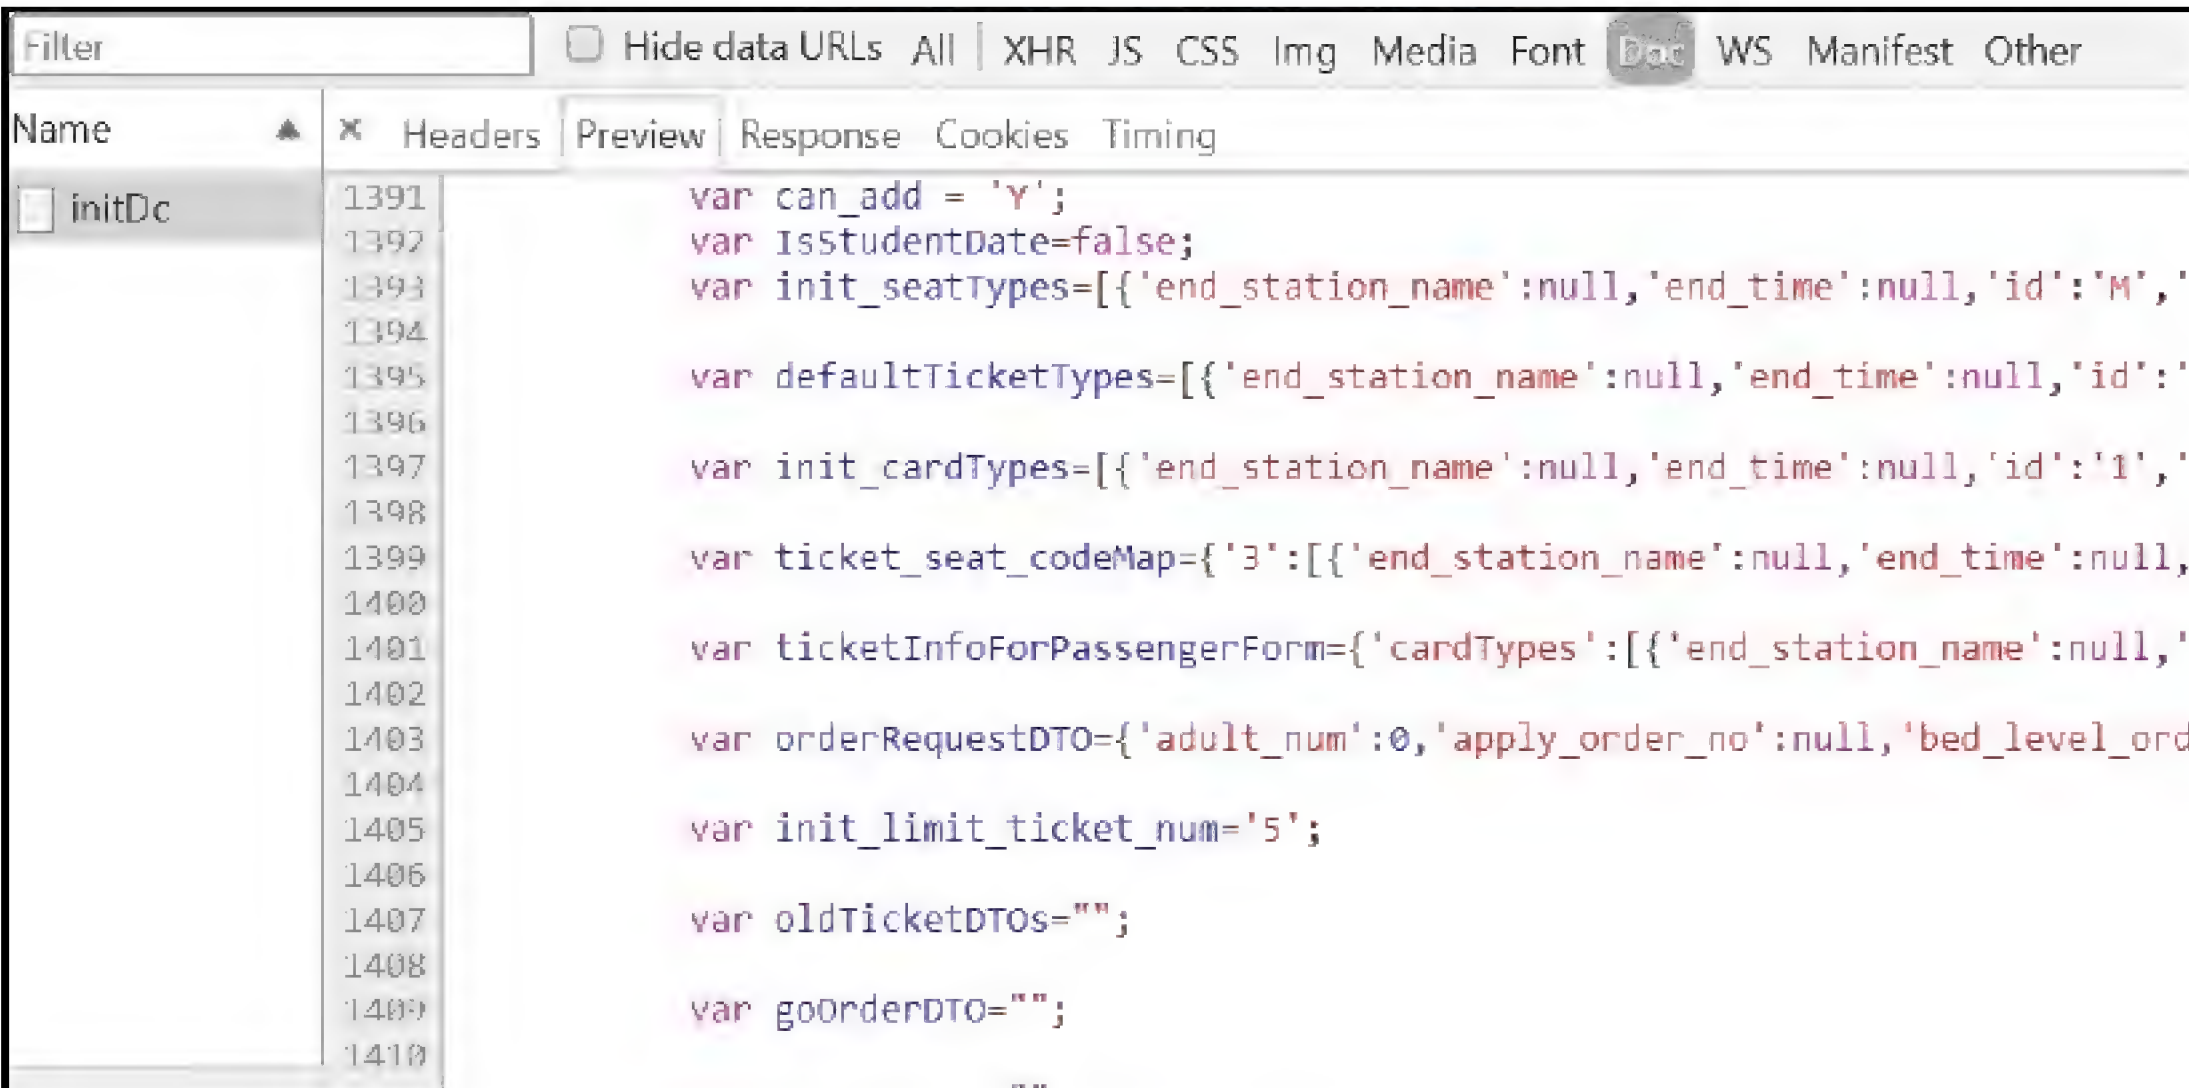 Filter Hide data URLs All XHR JS CSS Img Media Font Doc WS Manifest Other
Name × Headers Preview Response Cookies Timing
initDc
1391 var can_add = 'Y';
1392 var IsStudentDate=false;
1393 var init_seatTypes=[{'end_station_name':null,'end_time':null,'id':'M','
1394
1395 var defaultTicketTypes=[{'end_station_name':null,'end_time':null,'id':'
1396
1397 var init_cardTypes=[{'end_station_name':null,'end_time':null,'id':'1','
1398
1399 var ticket_seat_codeMap={'3':[{'end_station_name':null,'end_time':null,
1400
1401 var ticketInfoForPassengerForm={'cardTypes':[{'end_station_name':null,'
1402
1403 var orderRequestDTO={'adult_num':0,'apply_order_no':null,'bed_level_ord
1404
1405 var init_limit_ticket_num='5';
1406
1407 var oldTicketDTOs="";
1408
1409 var goOrderDTO="";
1410